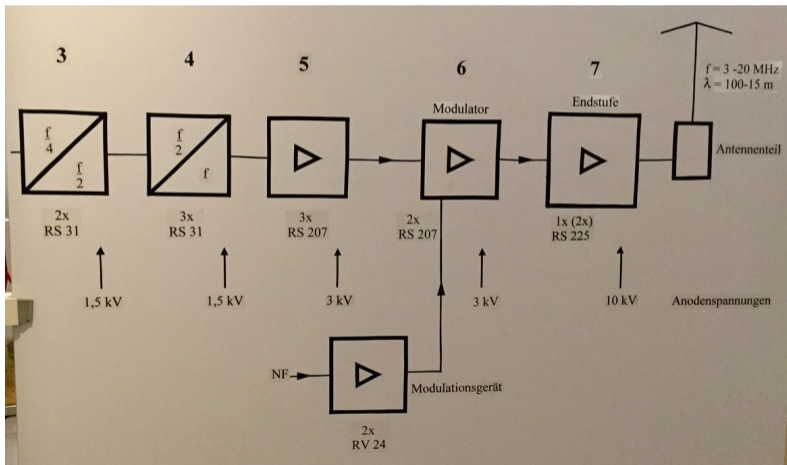 3
4
5
6
7
Modulator
Endstufe
f = 3 -20 MHz
λ = 100-15 m
Antennenteil
f
4
f
2
f
2
f
2x
RS 31
3x
RS 31
3x
RS 207
2x
RS 207
1x (2x)
RS 225
1,5 kV
1,5 kV
3 kV
3 kV
10 kV
Anodenspannungen
NF
Modulationsgerät
2x
RV 24